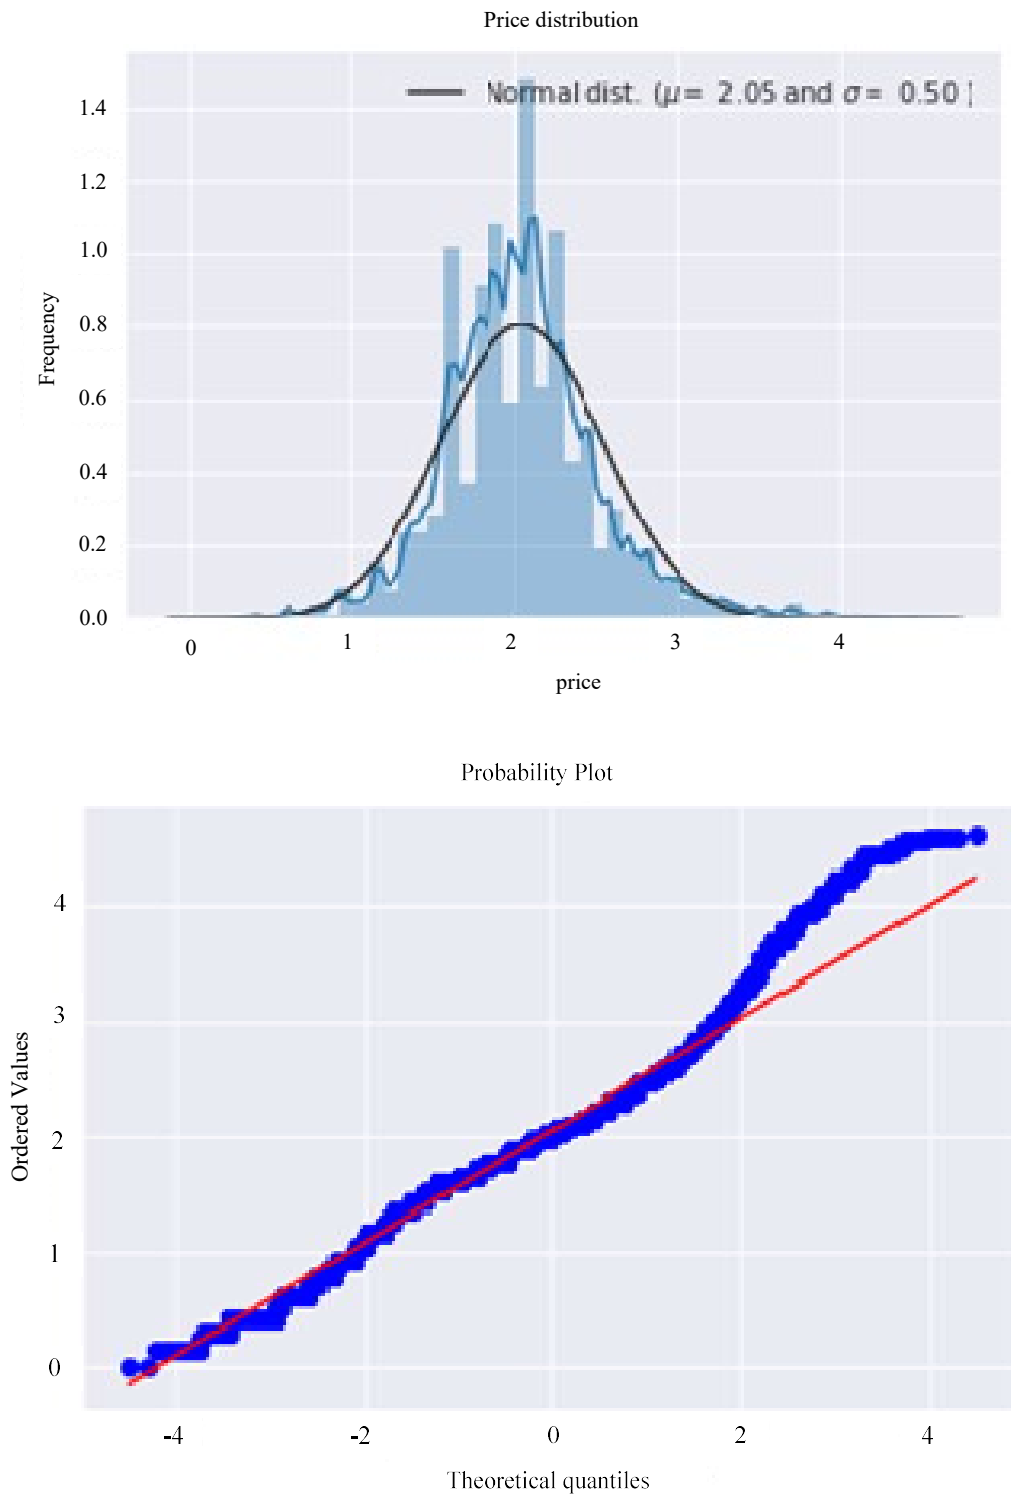 Price distribution
Normal dist. (μ= 2.05 and σ= 0.50 )
1.4
1.2
1.0
0.8
0.6
0.4
0.2
0.0
Frequency
0 1 2 3 4
price
Probability Plot
4
3
2
1
0
Ordered Values
-4 -2 0 2 4
Theoretical quantiles